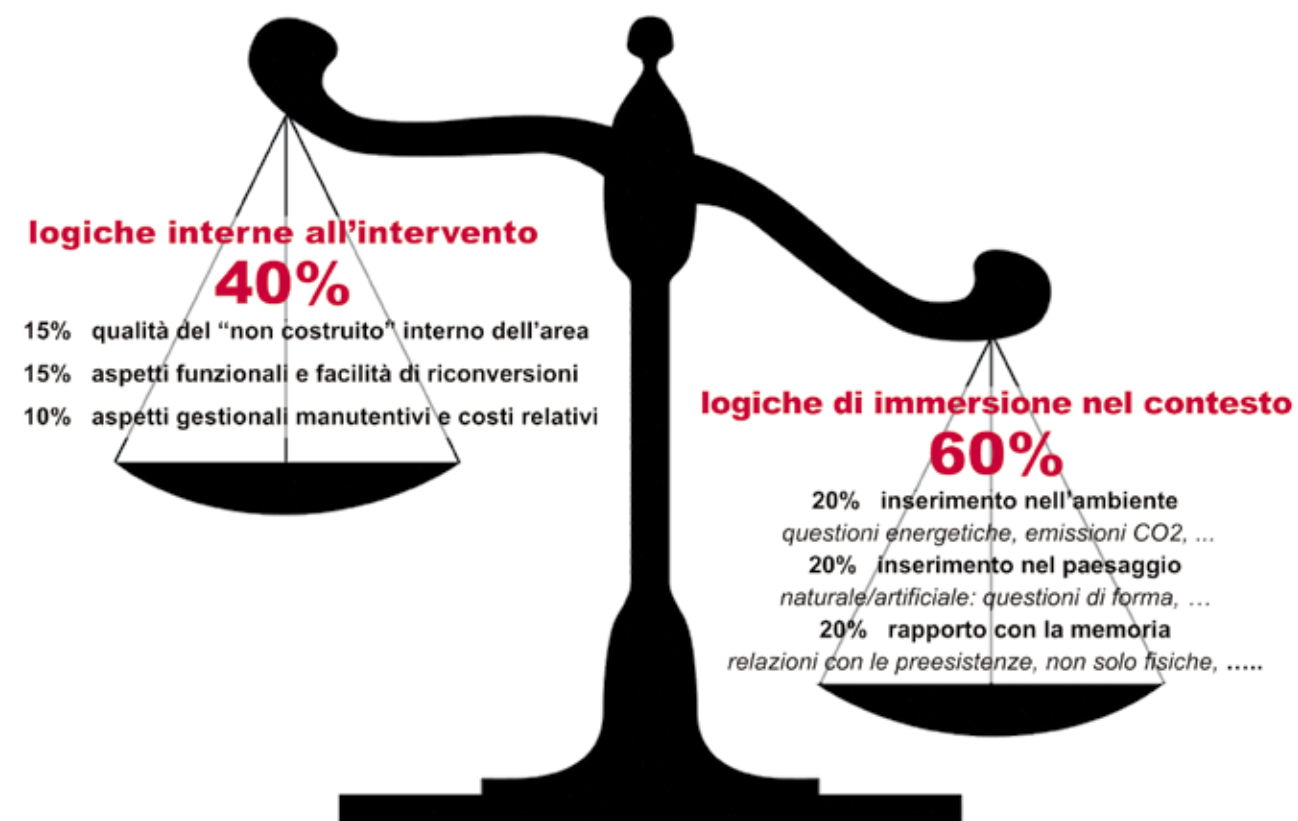 logiche interne all'intervento
40%
15% qualità del “non costruito” interno dell'area
15% aspetti funzionali e facilità di riconversioni
10% aspetti gestionali manutentivi e costi relativi
logiche di immersione nel contesto
60%
20% inserimento nell'ambiente
questioni energetiche, emissioni CO2, ...
20% inserimento nel paesaggio
naturale/artificiale: questioni di forma, ...
20% rapporto con la memoria
relazioni con le preesistenze, non solo fisiche, .....